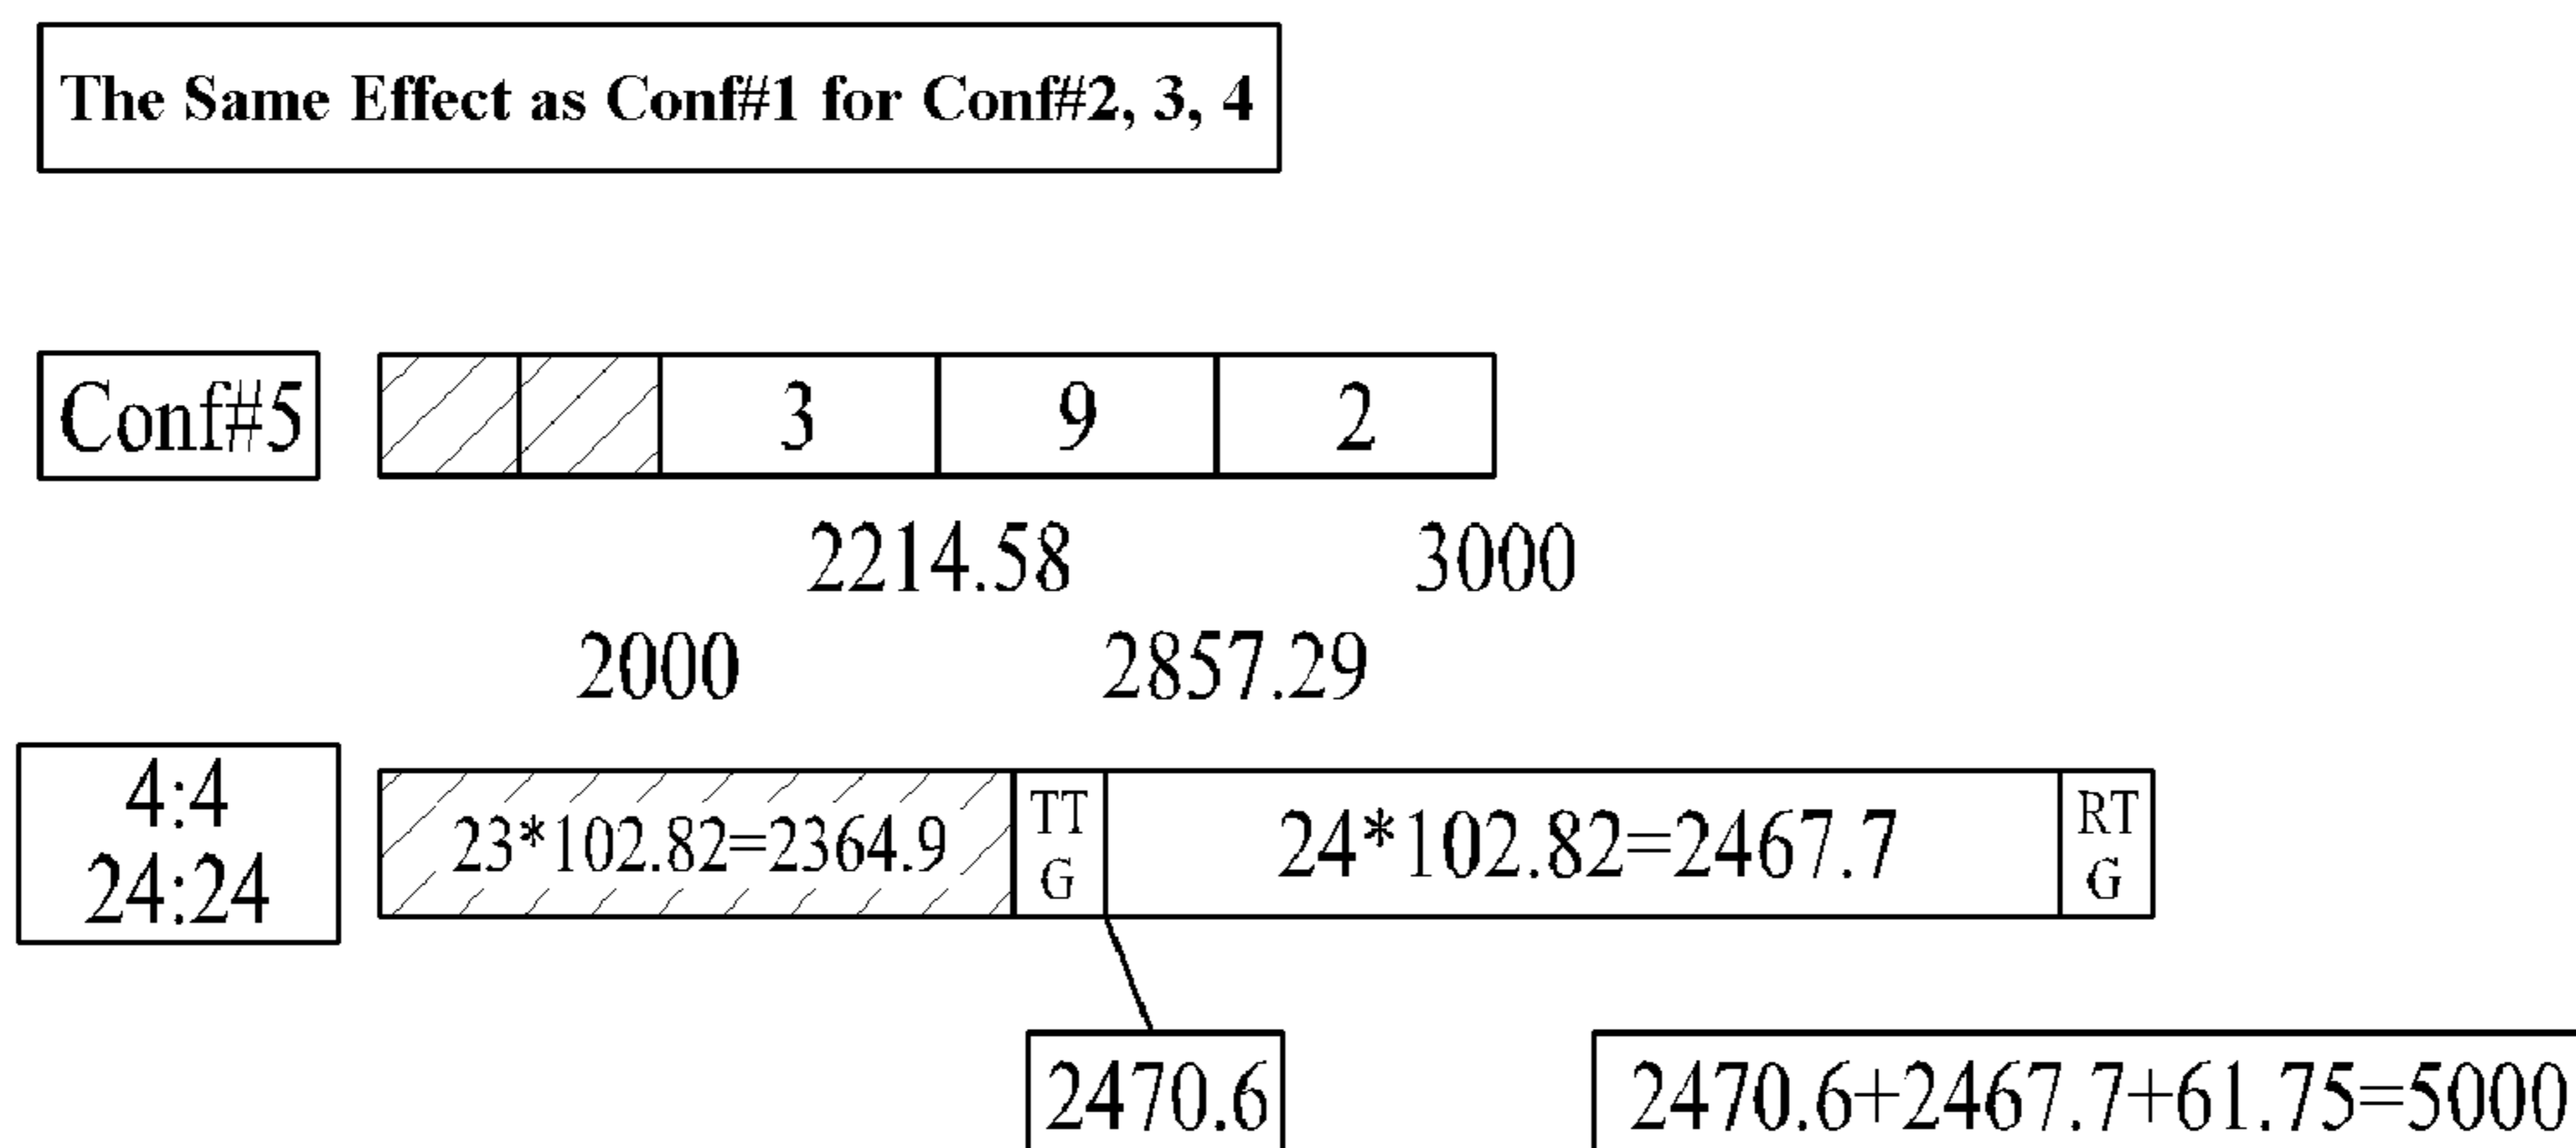 The Same Effect as Conf#1 for Conf#2, 3, 4
Conf#5
3 9 2
2214.58 3000
2000 2857.29
4:4
24:24
23*102.82=2364.9
TT
G
24*102.82=2467.7
RT
G
2470.6
2470.6+2467.7+61.75=5000